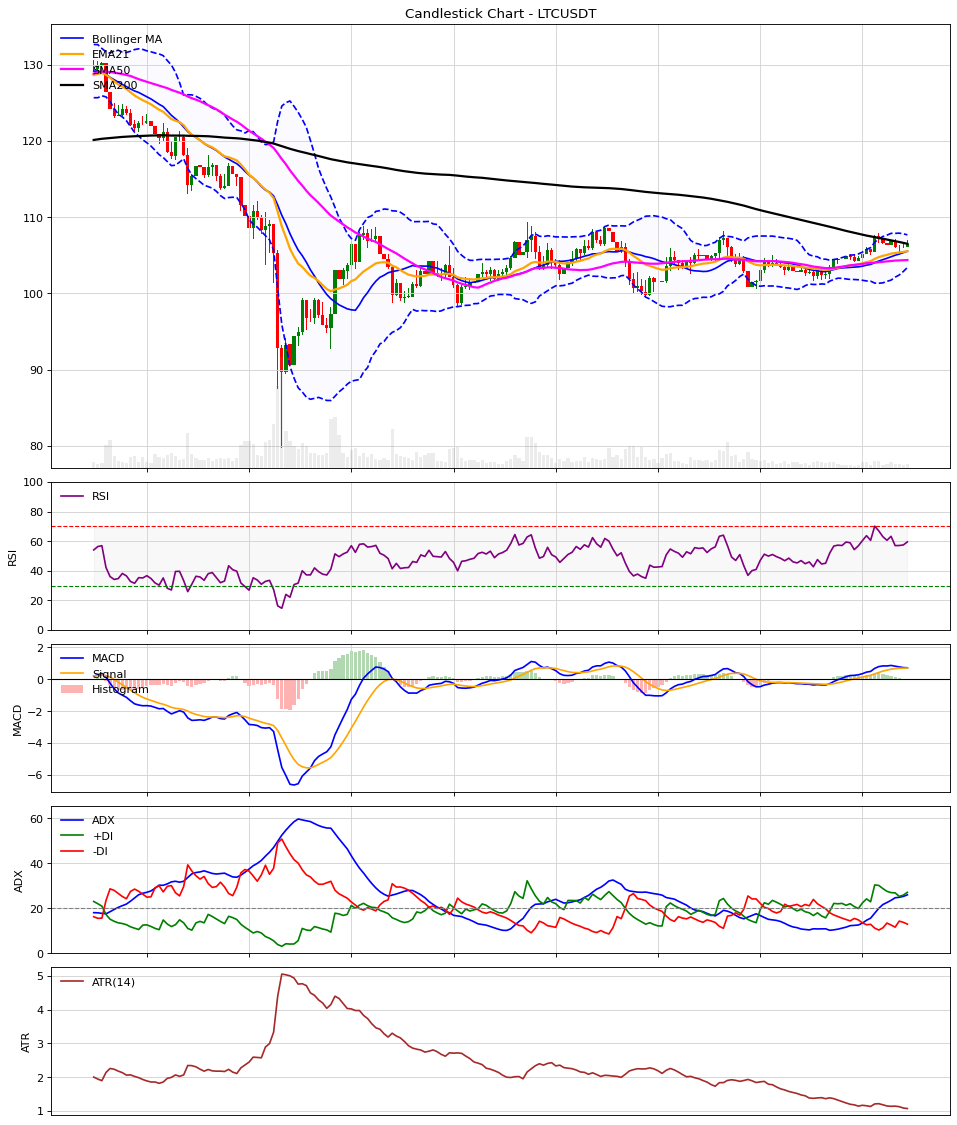 Candlestick Chart - LTCUSDT
Bollinger MA
EMA21
SMA50
SMA200
130
120
110
100
90
80
RSI
100
80
60
40
20
0
RSI
MACD
Signal
Histogram
2
0
−2
−4
−6
MACD
ADX
+DI
-DI
60
40
20
0
ADX
ATR(14)
5
4
3
2
1
ATR